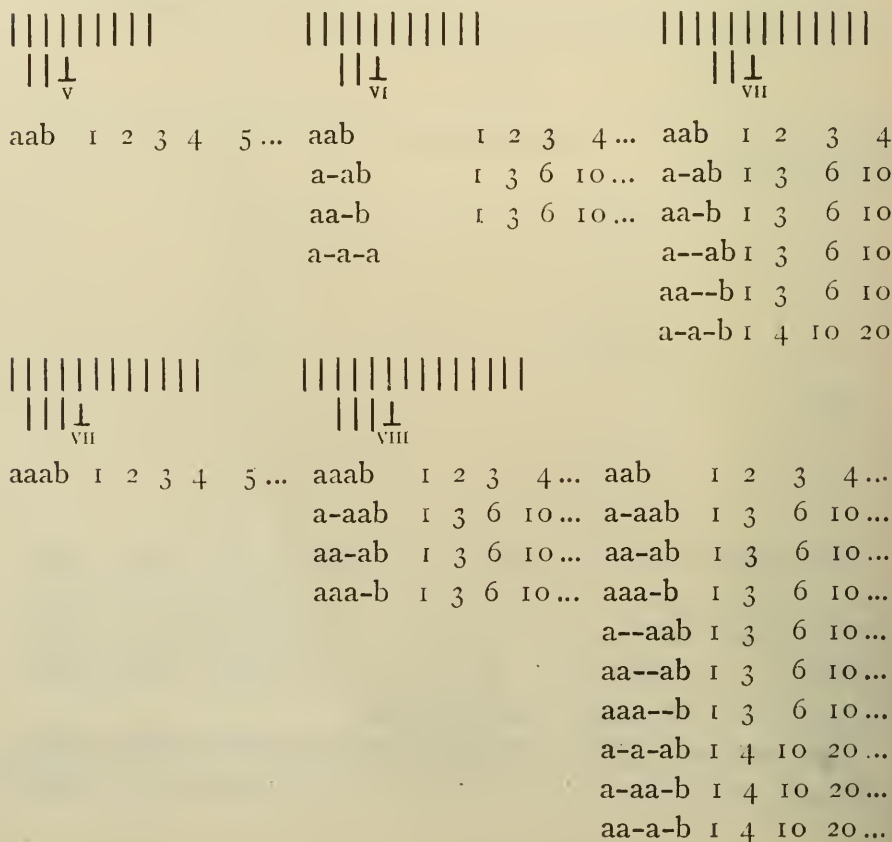 V VI VII
aab 1 2 3 4 5... aab 1 2 3 4... aab 1 2 3 4
a-ab 1 3 6 10... a-ab 1 3 6 10
aa-b 1 3 6 10... aa-b 1 3 6 10
a-a-a a--ab 1 3 6 10
aa--b 1 3 6 10
a-a-b 1 4 10 20
VII VIII
aaab 1 2 3 4 5... aaab 1 2 3 4... aab 1 2 3 4...
a-aab 1 3 6 10... a-aab 1 3 6 10...
aa-ab 1 3 6 10... aa-ab 1 3 6 10...
aaa-b 1 3 6 10... aaa-b 1 3 6 10...
a--aab 1 3 6 10...
aa--ab 1 3 6 10...
aaa--b 1 3 6 10...
a-a-ab 1 4 10 20...
a-aa-b 1 4 10 20...
aa-a-b 1 4 10 20...